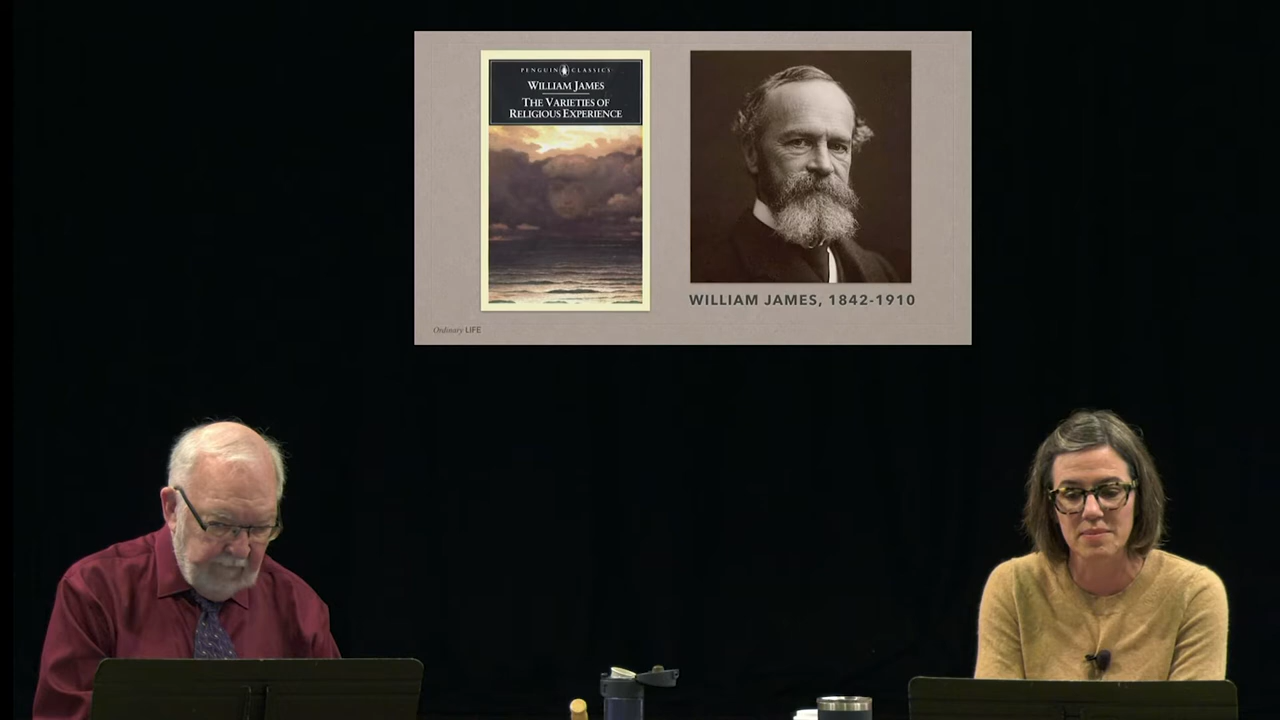 PENGUIN CLASSICS
WILLIAM JAMES
THE VARIETIES OF
RELIGIOUS EXPERIENCE
WILLIAM JAMES, 1842-1910
Ordinary LIFE